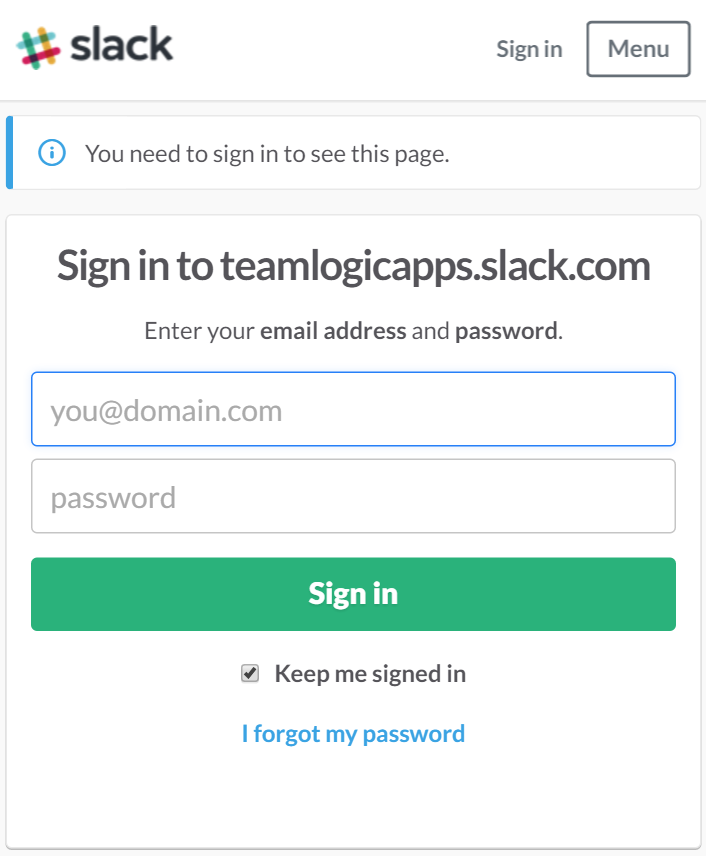 slack
Sign in
Menu
You need to sign in to see this page.
Sign in to teamlogicapps.slack.com
Enter your email address and password.
you@domain.com
password
Sign in
Keep me signed in
I forgot my password